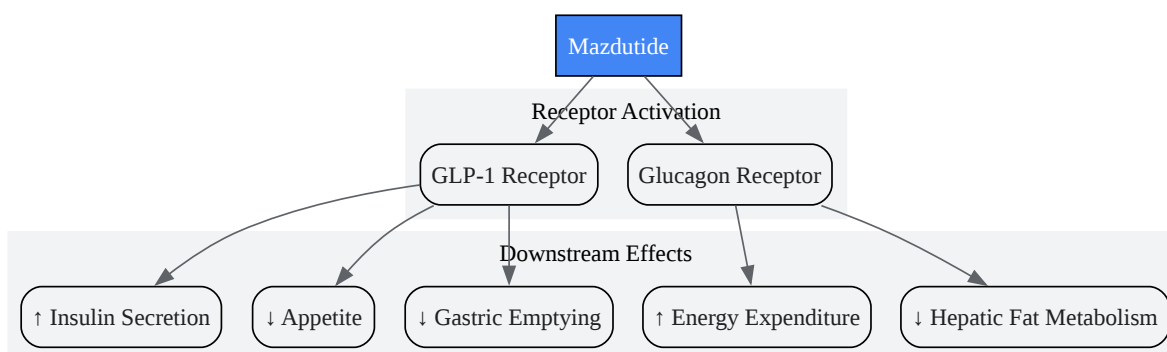 Mazdutide
Receptor Activation
GLP-1 Receptor
Glucagon Receptor
Downstream Effects
↑ Insulin Secretion
↓ Appetite
↓ Gastric Emptying
↑ Energy Expenditure
↓ Hepatic Fat Metabolism